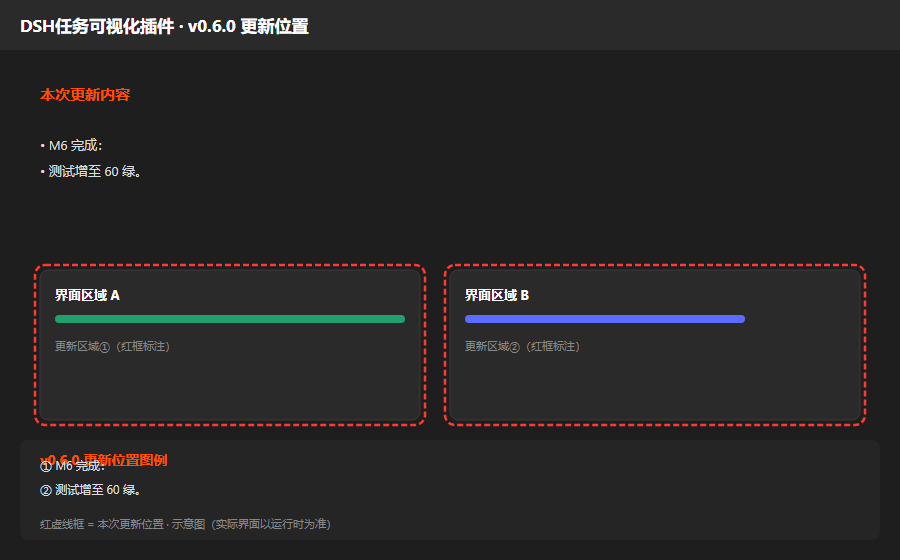 DSH任务可视化插件 · v0.6.0 更新位置
本次更新内容
• M6 完成：
• 测试增至 60 绿。
界面区域 A
更新区域①（红框标注）
界面区域 B
更新区域②（红框标注）
v0.6.0 更新位置图例
① M6 完成：
② 测试增至 60 绿。
红虚线框 = 本次更新位置 · 示意图（实际界面以运行时为准）